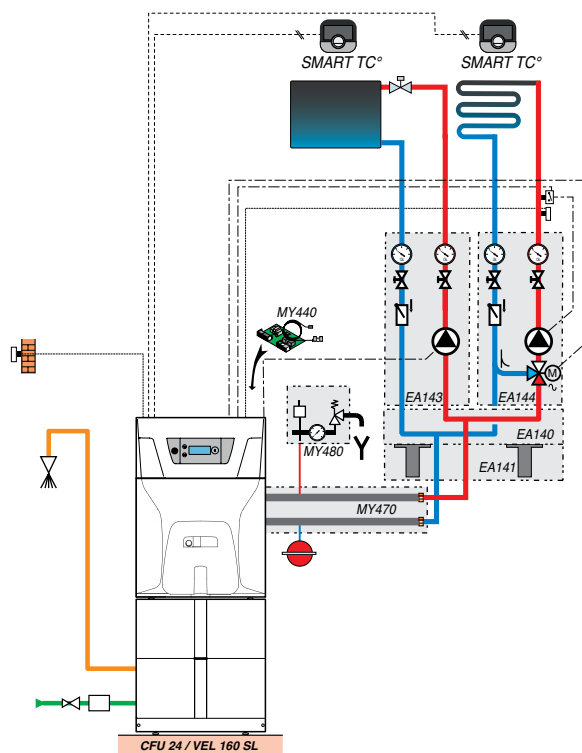 SMART TC°
SMART TC°
MY440
M
EA143
EA144
EA140
MY480
EA141
MY470
CFU 24 / VEL 160 SL